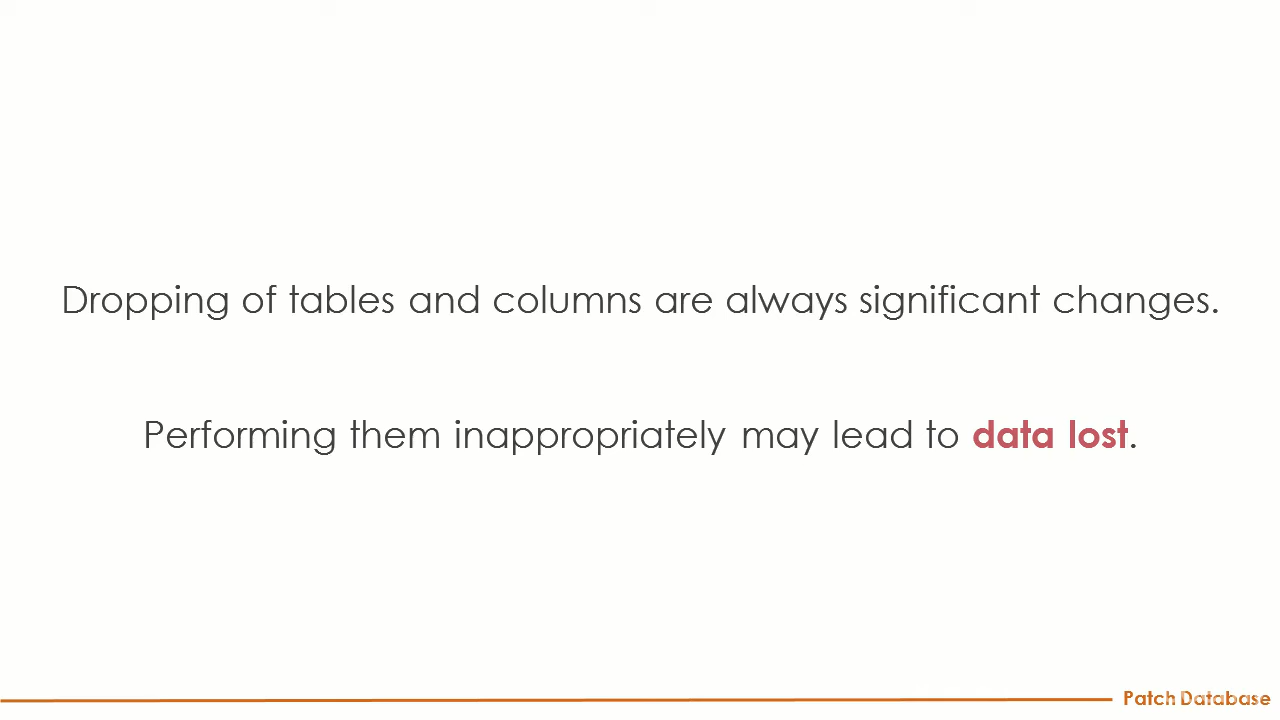 Dropping of tables and columns are always significant changes.
Performing them inappropriately may lead to data lost.
Patch Database